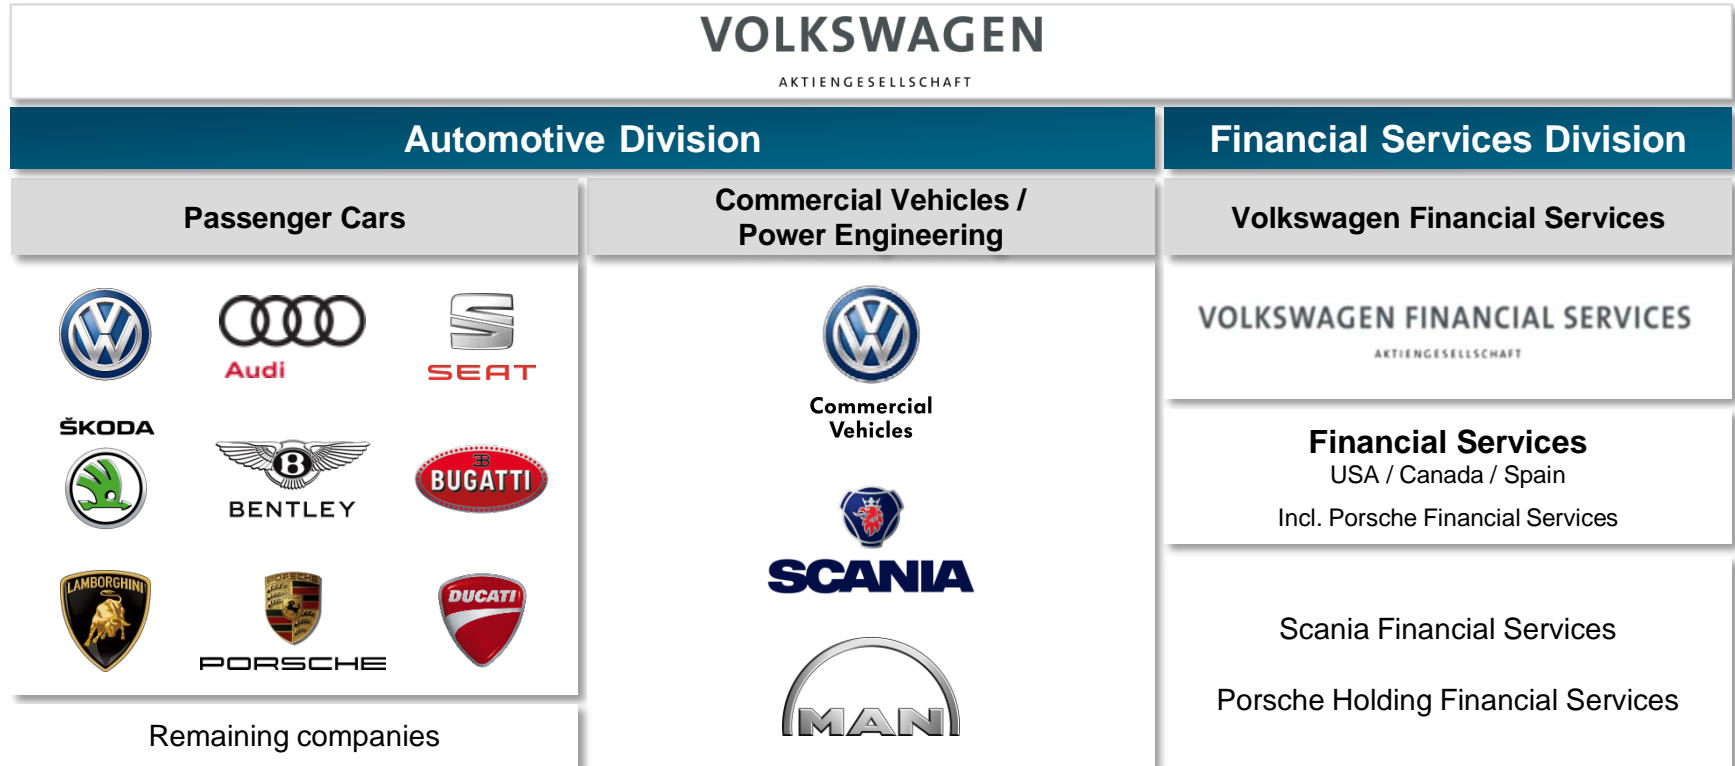 VOLKSWAGEN
AKTIENGESELLSCHAFT
Automotive Division
Financial Services Division
Passenger Cars
Commercial Vehicles /
Power Engineering
Volkswagen Financial Services
Audi
SEAT
ŠKODA
BENTLEY
BUGATTI
LAMBORGHINI
PORSCHE
PORSCHE
DUCATI
Remaining companies
Commercial
Vehicles
SCANIA
MAN
VOLKSWAGEN FINANCIAL SERVICES
AKTIENGESELLSCHAFT
Financial Services
USA / Canada / Spain
Incl. Porsche Financial Services
Scania Financial Services
Porsche Holding Financial Services